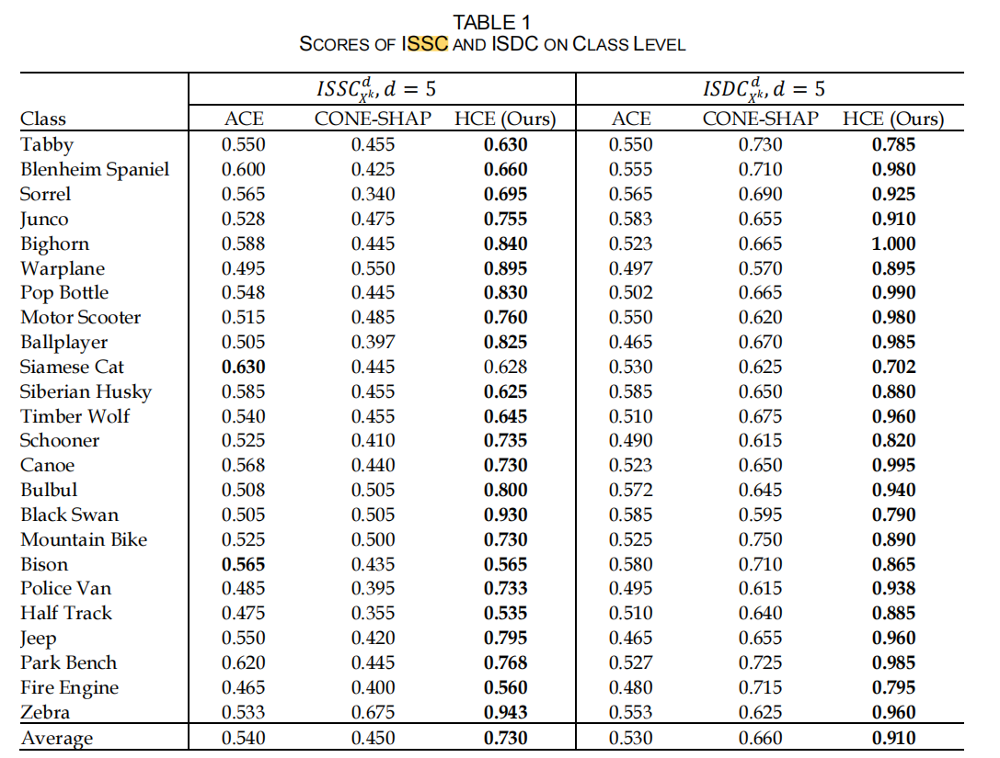 TABLE 1
SCORES OF ISSC AND ISDC ON CLASS LEVEL
ISSC^d_{X^k}, d = 5 ISDC^d_{X^k}, d = 5
Class ACE CONE-SHAP HCE (Ours) ACE CONE-SHAP HCE (Ours)
Tabby 0.550 0.455 0.630 0.550 0.730 0.785
Blenheim Spaniel 0.600 0.425 0.660 0.555 0.710 0.980
Sorrel 0.565 0.340 0.695 0.565 0.690 0.925
Junco 0.528 0.475 0.755 0.583 0.655 0.910
Bighorn 0.588 0.445 0.840 0.523 0.665 1.000
Warplane 0.495 0.550 0.895 0.497 0.570 0.895
Pop Bottle 0.548 0.445 0.830 0.502 0.665 0.990
Motor Scooter 0.515 0.485 0.760 0.550 0.620 0.980
Ballplayer 0.505 0.397 0.825 0.465 0.670 0.985
Siamese Cat 0.630 0.445 0.628 0.530 0.625 0.702
Siberian Husky 0.585 0.455 0.625 0.585 0.650 0.880
Timber Wolf 0.540 0.455 0.645 0.510 0.675 0.960
Schooner 0.525 0.410 0.735 0.490 0.615 0.820
Canoe 0.568 0.440 0.730 0.523 0.650 0.995
Bulbul 0.508 0.505 0.800 0.572 0.645 0.940
Black Swan 0.505 0.505 0.930 0.585 0.595 0.790
Mountain Bike 0.525 0.500 0.730 0.525 0.750 0.890
Bison 0.565 0.435 0.565 0.580 0.710 0.865
Police Van 0.485 0.395 0.733 0.495 0.615 0.938
Half Track 0.475 0.355 0.535 0.510 0.640 0.885
Jeep 0.550 0.420 0.795 0.465 0.655 0.960
Park Bench 0.620 0.445 0.768 0.527 0.725 0.985
Fire Engine 0.465 0.400 0.560 0.480 0.715 0.795
Zebra 0.533 0.675 0.943 0.553 0.625 0.960
Average 0.540 0.450 0.730 0.530 0.660 0.910